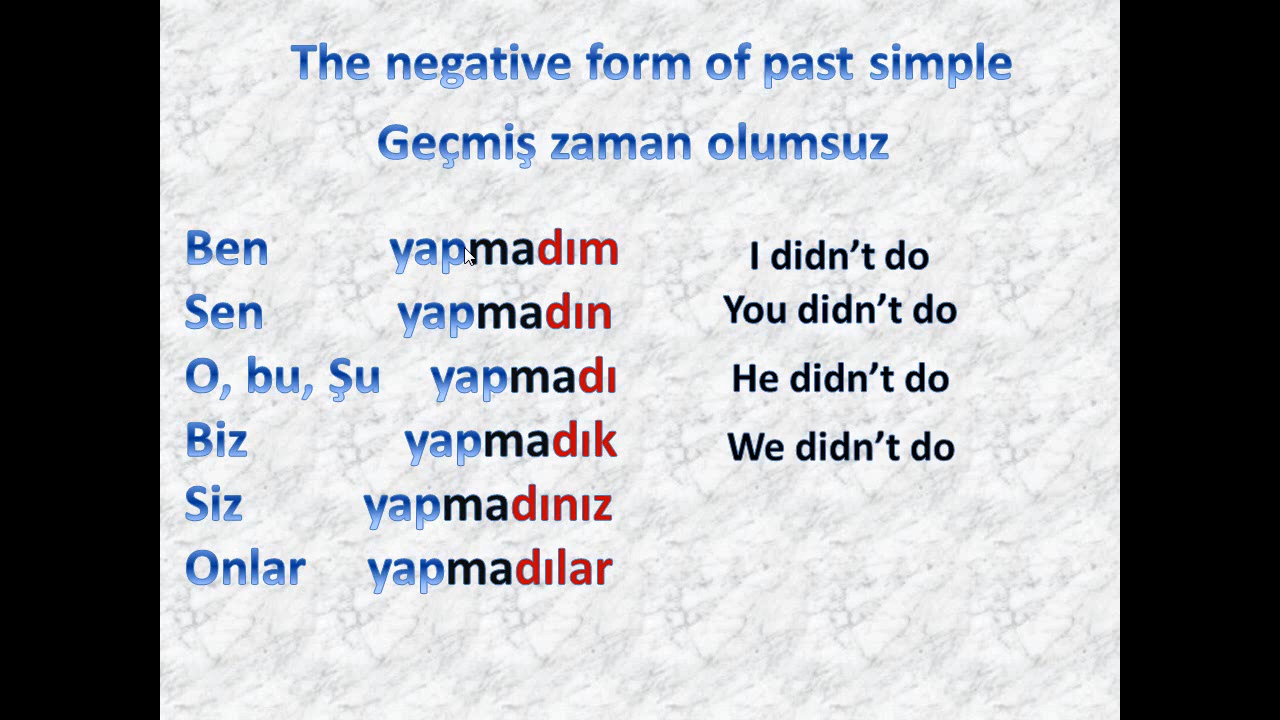 The negative form of past simple
Geçmiş zaman olumsuz
Ben yapmadım I didn’t do
Sen yapmadın You didn’t do
O, bu, Şu yapmadı He didn’t do
Biz yapmadık We didn’t do
Siz yapmadınız
Onlar yapmadılar